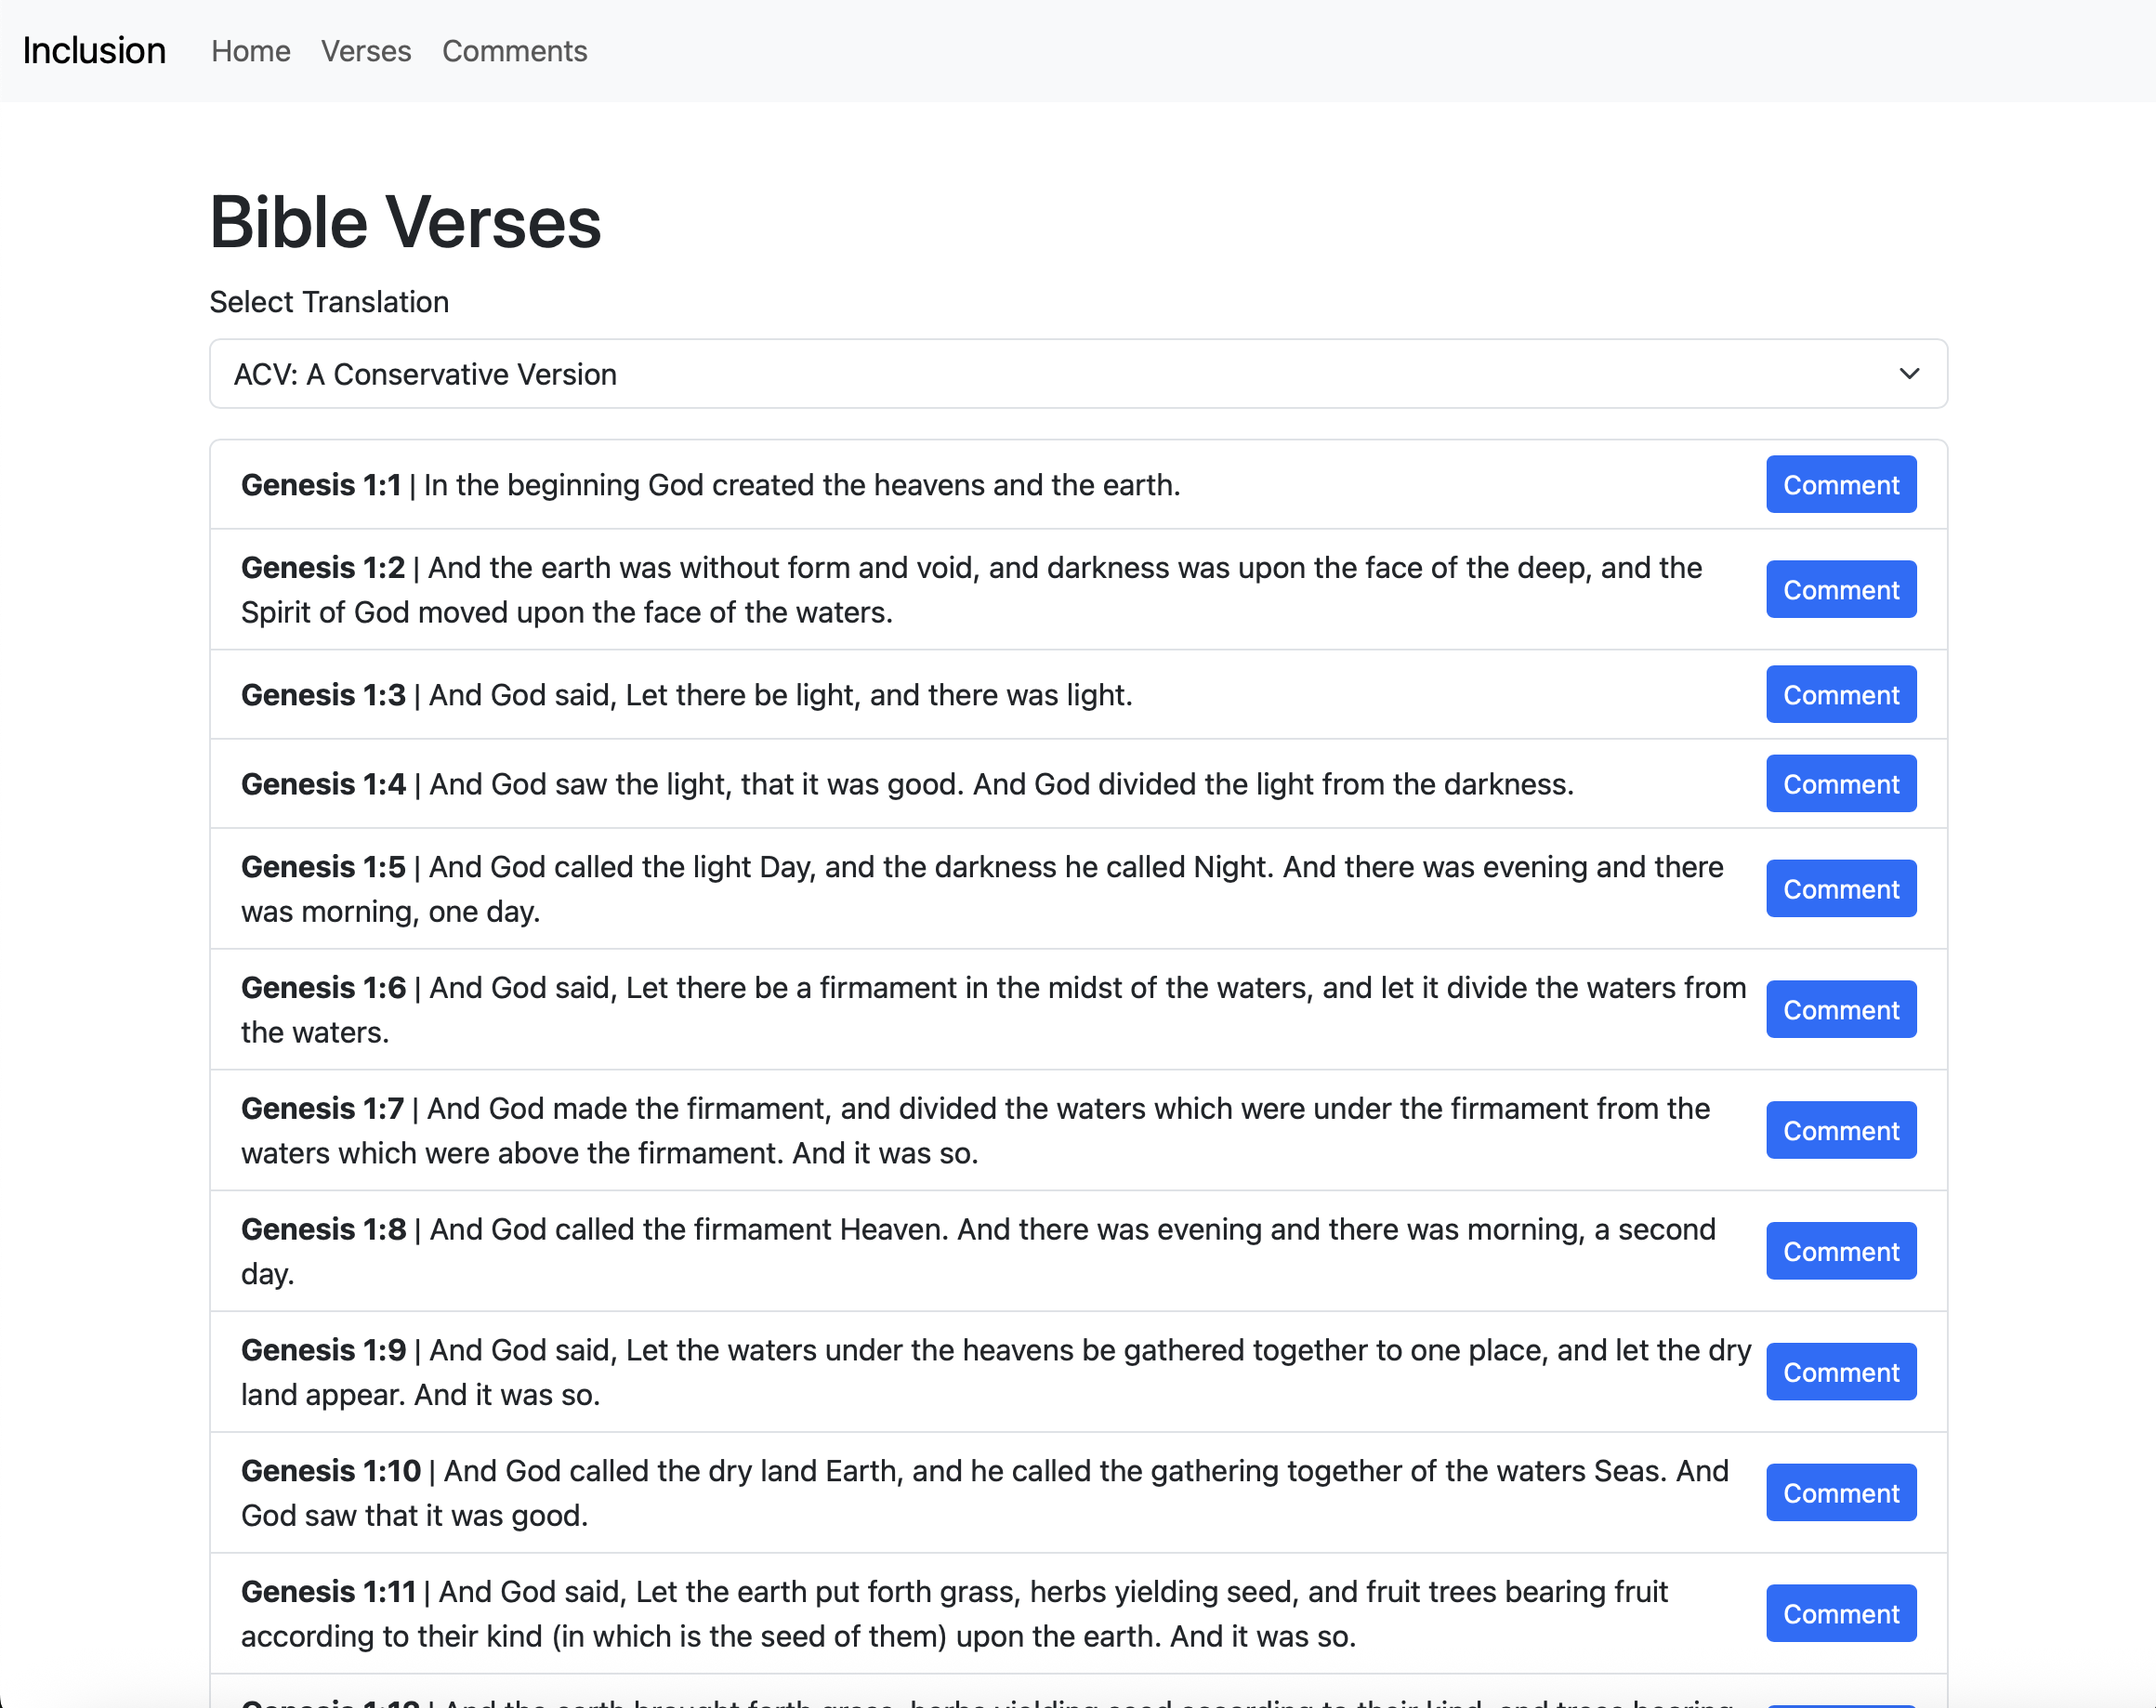 Inclusion Home Verses Comments
Bible Verses
Select Translation
ACV: A Conservative Version
Genesis 1:1 | In the beginning God created the heavens and the earth. Comment
Genesis 1:2 | And the earth was without form and void, and darkness was upon the face of the deep, and the
Spirit of God moved upon the face of the waters.
Comment
Genesis 1:3 | And God said, Let there be light, and there was light. Comment
Genesis 1:4 | And God saw the light, that it was good. And God divided the light from the darkness. Comment
Genesis 1:5 | And God called the light Day, and the darkness he called Night. And there was evening and there
was morning, one day.
Comment
Genesis 1:6 | And God said, Let there be a firmament in the midst of the waters, and let it divide the waters from
the waters.
Comment
Genesis 1:7 | And God made the firmament, and divided the waters which were under the firmament from the
waters which were above the firmament. And it was so.
Comment
Genesis 1:8 | And God called the firmament Heaven. And there was evening and there was morning, a second
day.
Comment
Genesis 1:9 | And God said, Let the waters under the heavens be gathered together to one place, and let the dry
land appear. And it was so.
Comment
Genesis 1:10 | And God called the dry land Earth, and he called the gathering together of the waters Seas. And
God saw that it was good.
Comment
Genesis 1:11 | And God said, Let the earth put forth grass, herbs yielding seed, and fruit trees bearing fruit
according to their kind (in which is the seed of them) upon the earth. And it was so.
Comment